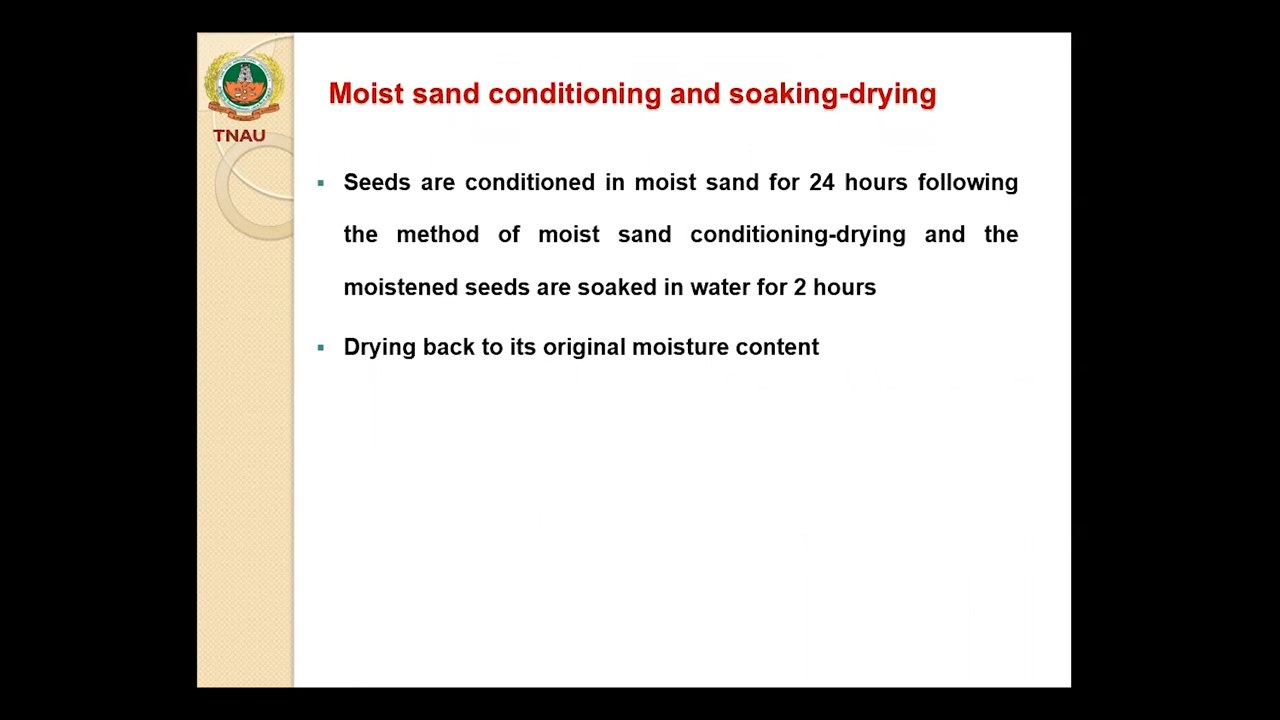 Moist sand conditioning and soaking-drying
TNAU
Seeds are conditioned in moist sand for 24 hours following
the method of moist sand conditioning-drying and the
moistened seeds are soaked in water for 2 hours
Drying back to its original moisture content